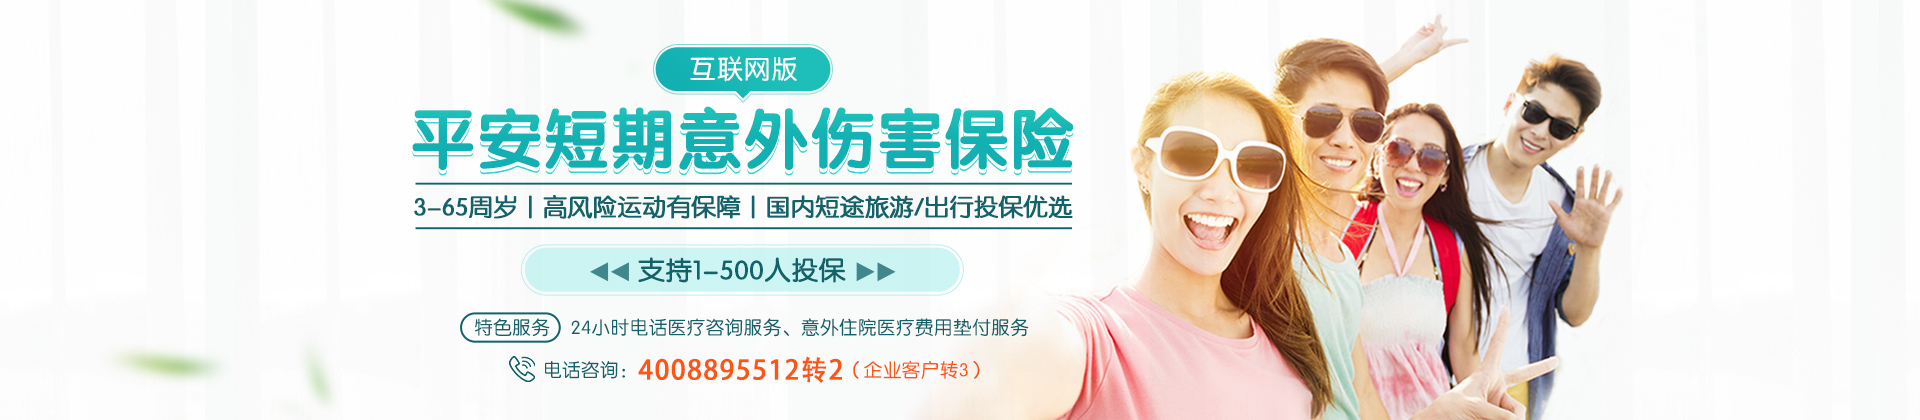 互联网版
平安短期意外伤害保险
3-65周岁 | 高风险运动有保障 | 国内短途旅游/出行投保优选
◀◀ 支持1-500人投保 ▶▶
特色服务 24小时电话医疗咨询服务、意外住院医疗费用垫付服务
电话咨询：4008895512转2（企业客户转3）